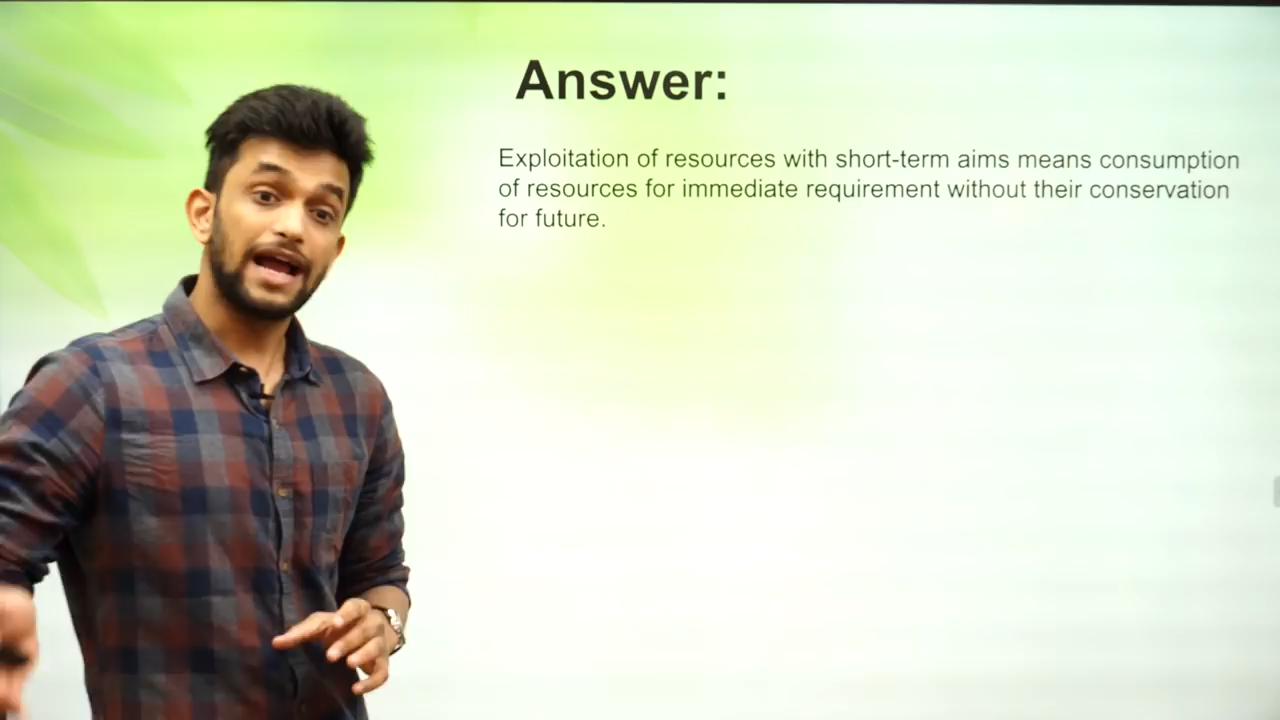 Answer:
Exploitation of resources with short-term aims means consumption
of resources for immediate requirement without their conservation
for future.